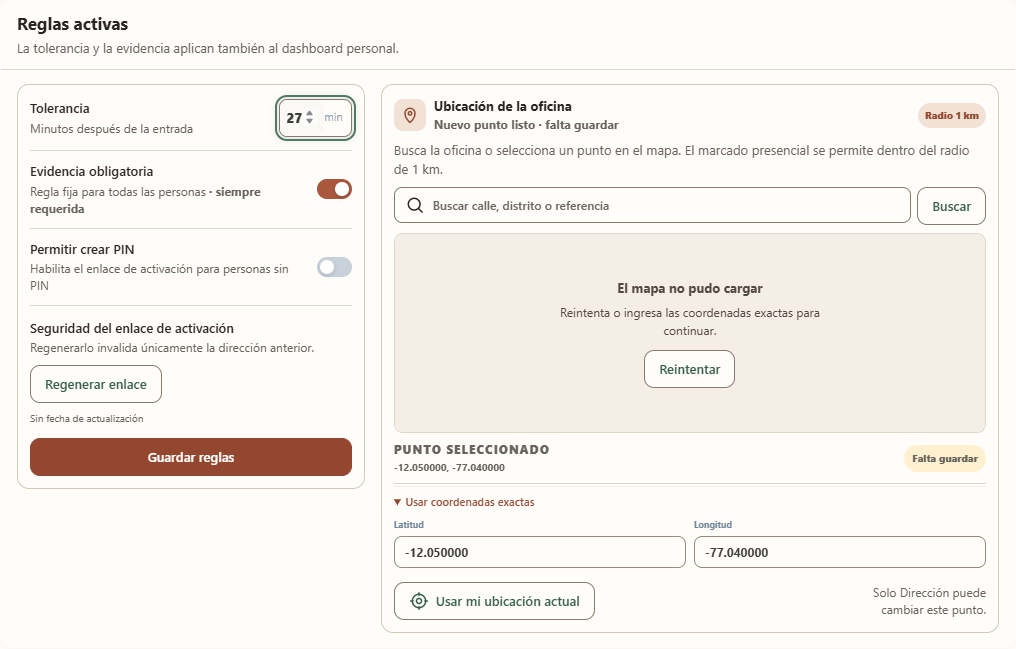 Reglas activas
La tolerancia y la evidencia aplican también al dashboard personal.
Tolerancia
Minutos después de la entrada
27 min
Evidencia obligatoria
Regla fija para todas las personas · siempre
requerida
Permitir crear PIN
Habilita el enlace de activación para personas sin
PIN
Seguridad del enlace de activación
Regenerarlo invalida únicamente la dirección anterior.
Regenerar enlace
Sin fecha de actualización
Guardar reglas
Ubicación de la oficina
Nuevo punto listo · falta guardar
Radio 1 km
Busca la oficina o selecciona un punto en el mapa. El marcado presencial se permite dentro del radio
de 1 km.
Buscar calle, distrito o referencia
Buscar
El mapa no pudo cargar
Reintenta o ingresa las coordenadas exactas para
continuar.
Reintentar
PUNTO SELECCIONADO
-12.050000, -77.040000
Falta guardar
▼ Usar coordenadas exactas
Latitud
-12.050000
Longitud
-77.040000
Usar mi ubicación actual
Solo Dirección puede
cambiar este punto.